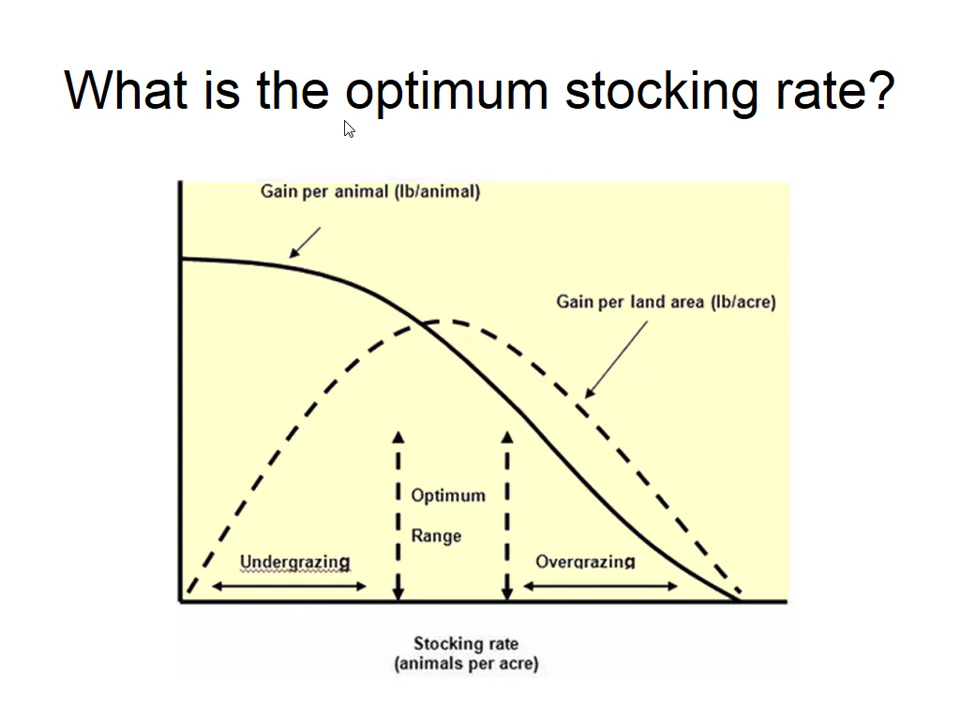 What is the optimum stocking rate?
Gain per animal (lb/animal)
Gain per land area (lb/acre)
Optimum
Range
Undergrazing
Overgrazing
Stocking rate
(animals per acre)